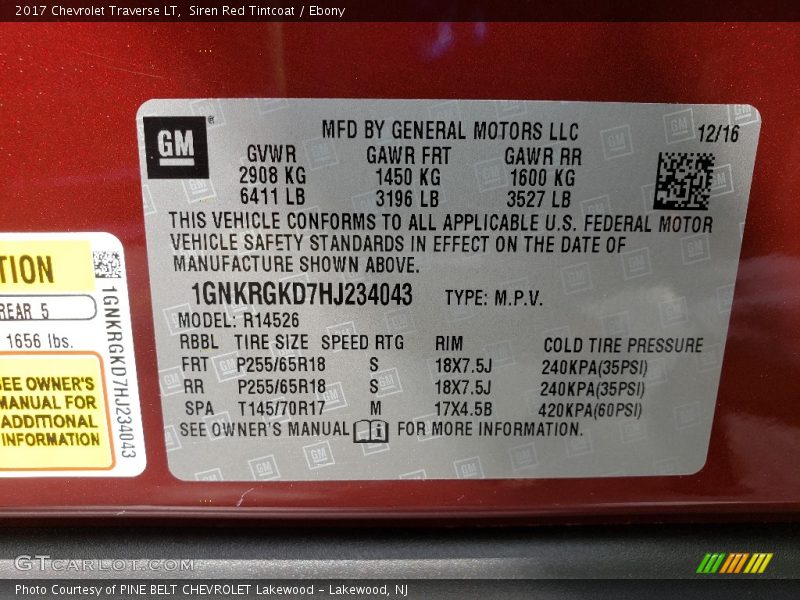 2017 Chevrolet Traverse LT, Siren Red Tintcoat / Ebony
GM
MFD BY GENERAL MOTORS LLC 12/16
GVWR GAWR FRT GAWR RR
2908 KG 1450 KG 1600 KG
6411 LB 3196 LB 3527 LB
THIS VEHICLE CONFORMS TO ALL APPLICABLE U.S. FEDERAL MOTOR
VEHICLE SAFETY STANDARDS IN EFFECT ON THE DATE OF
MANUFACTURE SHOWN ABOVE.
1GNKRGKD7HJ234043 TYPE: M.P.V.
MODEL: R14526
RBBL TIRE SIZE SPEED RTG RIM COLD TIRE PRESSURE
FRT P255/65R18 S 18X7.5J 240KPA(35PSI)
RR P255/65R18 S 18X7.5J 240KPA(35PSI)
SPA T145/70R17 M 17X4.5B 420KPA(60PSI)
SEE OWNER'S MANUAL FOR MORE INFORMATION.
TION
REAR 5
1656 lbs.
SEE OWNER'S
MANUAL FOR
ADDITIONAL
INFORMATION
1GNKRGKD7HJ234043
GTCarLot.com
Photo Courtesy of PINE BELT CHEVROLET Lakewood - Lakewood, NJ